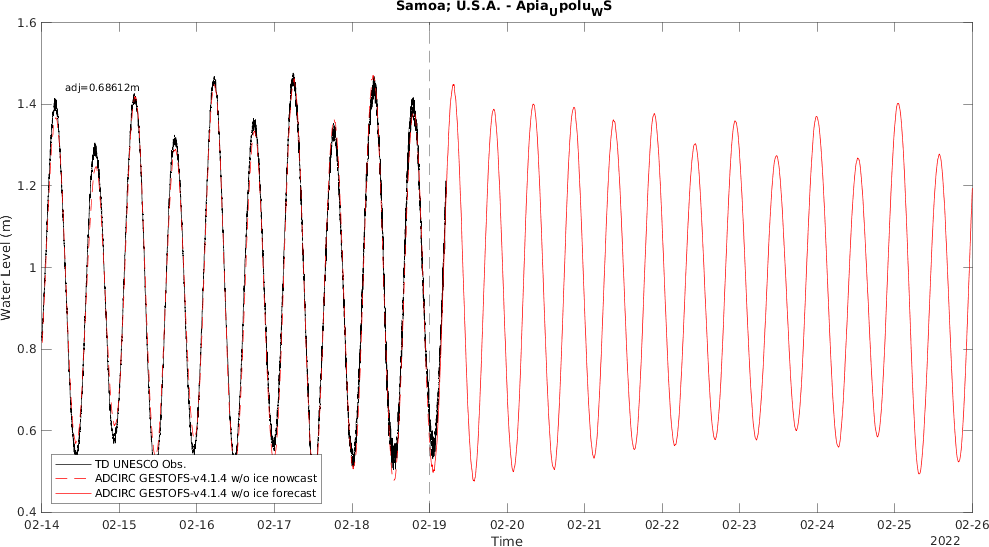 Samoa; U.S.A. - ApiaUpoluWS
1.6
adj=0.68612m
1.4
1.2
Water Level (m)
1
0.8
0.6
TD UNESCO Obs.
ADCIRC GESTOFS-v4.1.4 w/o ice nowcast
ADCIRC GESTOFS-v4.1.4 w/o ice forecast
0.4
02-14 02-15 02-16 02-17 02-18 02-19 02-20 02-21 02-22 02-23 02-24 02-25 02-26
Time
2022